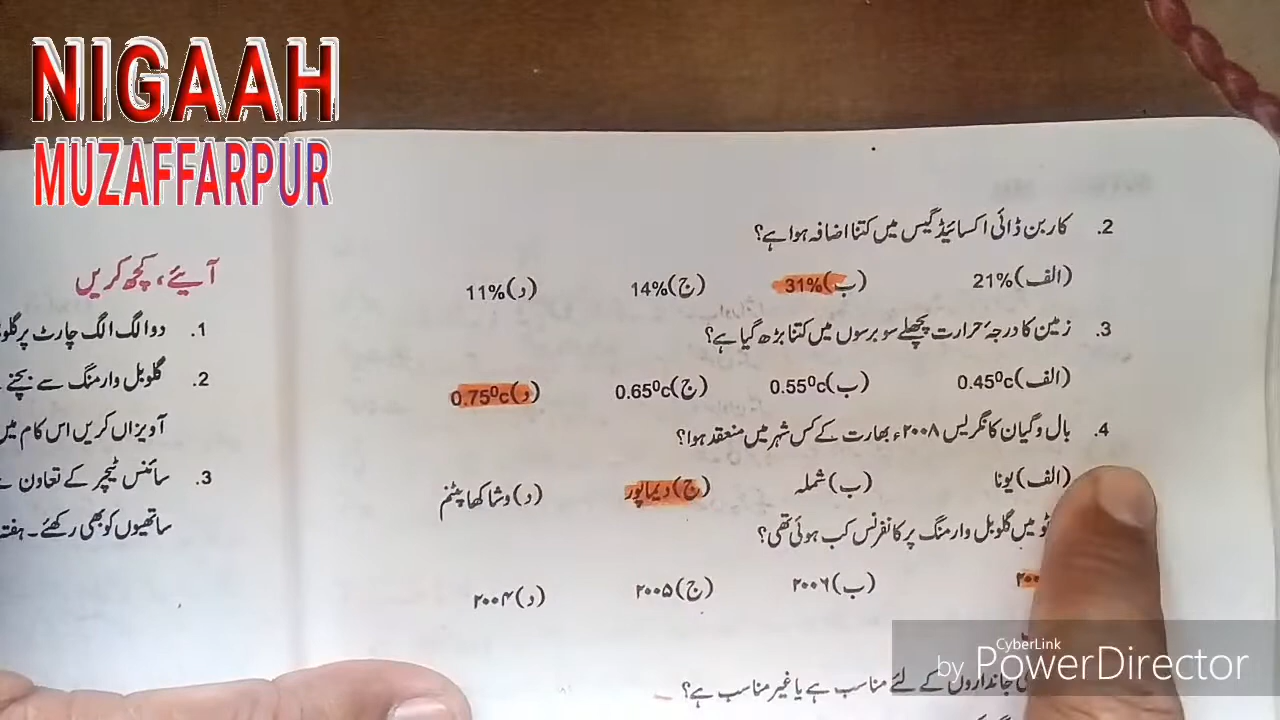 NIGAAH
MUZAFFARPUR
2. کاربن ڈائی اکسائیڈ گیس میں کتنا اضافہ ہوا ہے؟
(الف) 21% (ب) 31% (ج) 14% (د) 11%
3. زمین کا درجۂ حرارت پچھلے سو برسوں میں کتنا بڑھ گیا ہے؟
(الف) 0.45⁰c (ب) 0.55⁰c (ج) 0.65⁰c (د) 0.75⁰c
4. بال وگیان کانگریس ۲۰۰۸ء بھارت کے کس شہر میں منعقد ہوا؟
(الف) پونا (ب) شملہ (ج) دیماپور (د) وشاکھاپٹنم
میں گلوبل وارمنگ پر کانفرنس کب ہوئی تھی؟
(ب) ۲۰۰۶ (ج) ۲۰۰۵ (د) ۲۰۰۴
جانداروں کے لئے مناسب ہے یا غیر مناسب ہے؟
آیئے، کچھ کریں
1. دو الگ الگ چارٹ پر
2. گلوبل وارمنگ سے بچنے
آویزاں کریں اس کام میں
3. سائنس ٹیچر کے تعاون
ساتھیوں کو بھی رکھئے۔
CyberLink
by PowerDirector